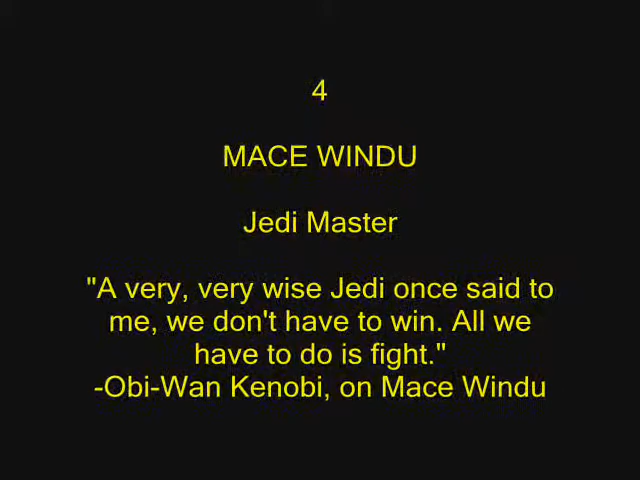 4
MACE WINDU
Jedi Master
"A very, very wise Jedi once said to
me, we don't have to win. All we
have to do is fight."
-Obi-Wan Kenobi, on Mace Windu